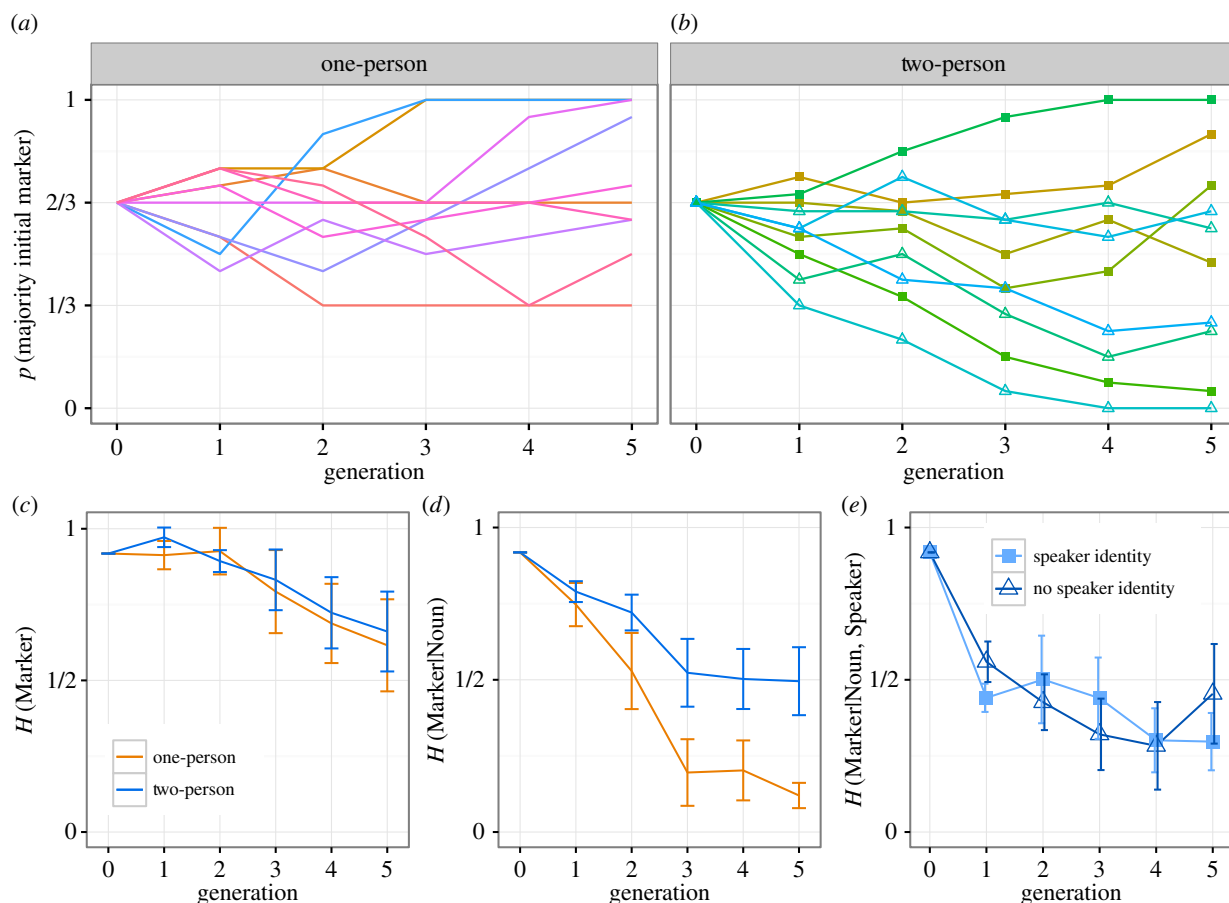 (a)
(b)
one-person
two-person
p (majority initial marker)
1
2/3
1/3
0
0 1 2 3 4 5
generation
0 1 2 3 4 5
generation
(c)
H (Marker)
1
1/2
0
one-person
two-person
0 1 2 3 4 5
generation
(d)
H (Marker|Noun)
1
1/2
0
0 1 2 3 4 5
generation
(e)
H (Marker|Noun, Speaker)
1
1/2
0
speaker identity
no speaker identity
0 1 2 3 4 5
generation